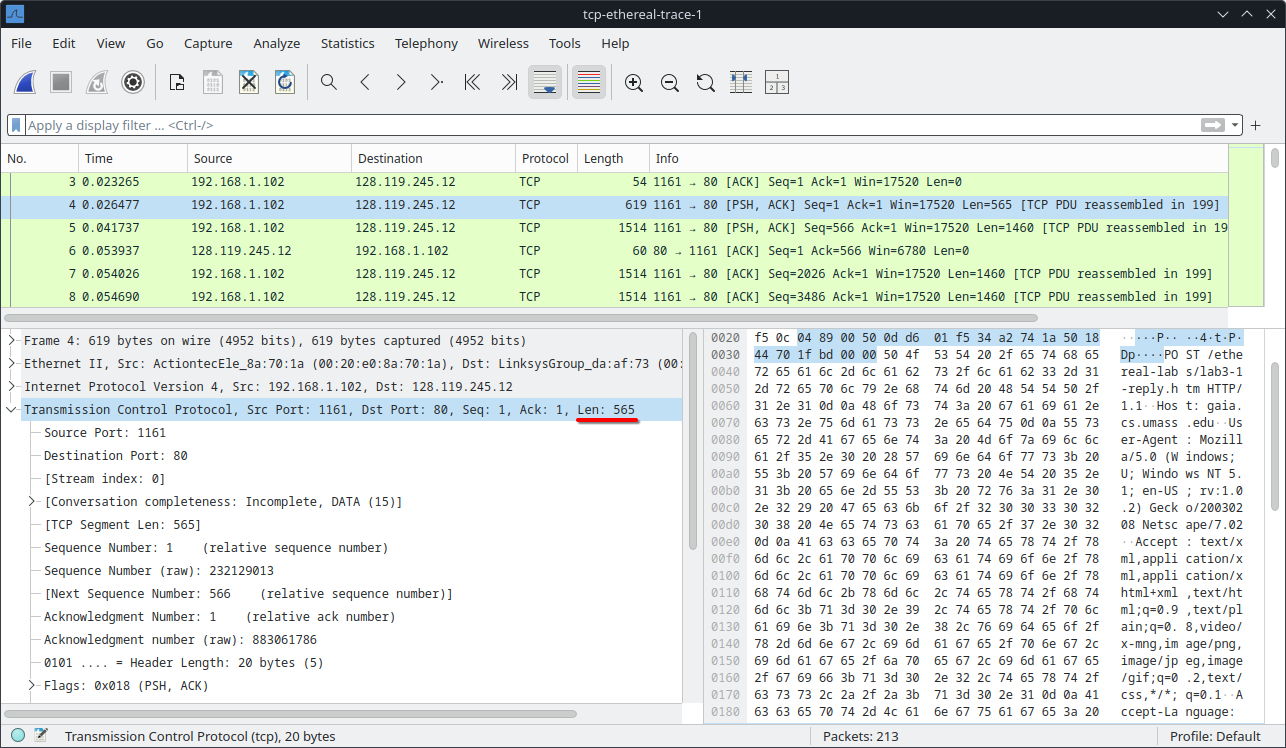 tcp-ethereal-trace-1
File Edit View Go Capture Analyze Statistics Telephony Wireless Tools Help
Apply a display filter ... <Ctrl-/>
No. Time Source Destination Protocol Length Info
3 0.023265 192.168.1.102 128.119.245.12 TCP 54 1161 → 80 [ACK] Seq=1 Ack=1 Win=17520 Len=0
4 0.026477 192.168.1.102 128.119.245.12 TCP 619 1161 → 80 [PSH, ACK] Seq=1 Ack=1 Win=17520 Len=565 [TCP PDU reassembled in 199]
5 0.041737 192.168.1.102 128.119.245.12 TCP 1514 1161 → 80 [PSH, ACK] Seq=566 Ack=1 Win=17520 Len=1460 [TCP PDU reassembled in 19
6 0.053937 128.119.245.12 192.168.1.102 TCP 60 80 → 1161 [ACK] Seq=1 Ack=566 Win=6780 Len=0
7 0.054026 192.168.1.102 128.119.245.12 TCP 1514 1161 → 80 [ACK] Seq=2026 Ack=1 Win=17520 Len=1460 [TCP PDU reassembled in 199]
8 0.054690 192.168.1.102 128.119.245.12 TCP 1514 1161 → 80 [ACK] Seq=3486 Ack=1 Win=17520 Len=1460 [TCP PDU reassembled in 199]
Frame 4: 619 bytes on wire (4952 bits), 619 bytes captured (4952 bits)
Ethernet II, Src: ActiontecEle_8a:70:1a (00:20:e0:8a:70:1a), Dst: LinksysGroup_da:af:73 (00:
Internet Protocol Version 4, Src: 192.168.1.102, Dst: 128.119.245.12
Transmission Control Protocol, Src Port: 1161, Dst Port: 80, Seq: 1, Ack: 1, Len: 565
Source Port: 1161
Destination Port: 80
[Stream index: 0]
[Conversation completeness: Incomplete, DATA (15)]
[TCP Segment Len: 565]
Sequence Number: 1 (relative sequence number)
Sequence Number (raw): 232129013
[Next Sequence Number: 566 (relative sequence number)]
Acknowledgment Number: 1 (relative ack number)
Acknowledgment number (raw): 883061786
0101 .... = Header Length: 20 bytes (5)
Flags: 0x018 (PSH, ACK)
0020 f5 0c 04 89 00 50 0d d6 01 f5 34 a2 74 1a 50 18 ·····P·· ··4·t·P·
0030 44 70 1f bd 00 00 50 4f 53 54 20 2f 65 74 68 65 Dp····PO ST /ethe
0040 72 65 61 6c 2d 6c 61 62 73 2f 6c 61 62 33 2d 31 real-lab s/lab3-1
0050 2d 72 65 70 6c 79 2e 68 74 6d 20 48 54 54 50 2f -reply.h tm HTTP/
0060 31 2e 31 0d 0a 48 6f 73 74 3a 20 67 61 69 61 2e 1.1··Hos t: gaia.
0070 63 73 2e 75 6d 61 73 73 2e 65 64 75 0d 0a 55 73 cs.umass .edu··Us
0080 65 72 2d 41 67 65 6e 74 3a 20 4d 6f 7a 69 6c 6c er-Agent : Mozill
0090 61 2f 35 2e 30 20 28 57 69 6e 64 6f 77 73 3b 20 a/5.0 (W indows;
00a0 55 3b 20 57 69 6e 64 6f 77 73 20 4e 54 20 35 2e U; Windo ws NT 5.
00b0 31 3b 20 65 6e 2d 55 53 3b 20 72 76 3a 31 2e 30 1; en-US ; rv:1.0
00c0 2e 32 29 20 47 65 63 6b 6f 2f 32 30 30 33 30 32 .2) Geck o/200302
00d0 30 38 20 4e 65 74 73 63 61 70 65 2f 37 2e 30 32 08 Netsc ape/7.02
00e0 0d 0a 41 63 63 65 70 74 3a 20 74 65 78 74 2f 78 ··Accept : text/x
00f0 6d 6c 2c 61 70 70 6c 69 63 61 74 69 6f 6e 2f 78 ml,appli cation/x
0100 6d 6c 2c 61 70 70 6c 69 63 61 74 69 6f 6e 2f 78 ml,appli cation/x
0110 68 74 6d 6c 2b 78 6d 6c 2c 74 65 78 74 2f 68 74 html+xml ,text/ht
0120 6d 6c 3b 71 3d 30 2e 39 2c 74 65 78 74 2f 70 6c ml;q=0.9 ,text/pl
0130 61 69 6e 3b 71 3d 30 2e 38 2c 76 69 64 65 6f 2f ain;q=0. 8,video/
0140 78 2d 6d 6e 67 2c 69 6d 61 67 65 2f 70 6e 67 2c x-mng,im age/png,
0150 69 6d 61 67 65 2f 6a 70 65 67 2c 69 6d 61 67 65 image/jp eg,image
0160 2f 67 69 66 3b 71 3d 30 2e 32 2c 74 65 78 74 2f /gif;q=0 .2,text/
0170 63 73 73 2c 2a 2f 2a 3b 71 3d 30 2e 31 0d 0a 41 css,*/*; q=0.1··A
0180 63 63 65 70 74 2d 4c 61 6e 67 75 61 67 65 3a 20 ccept-La nguage:
Transmission Control Protocol (tcp), 20 bytes Packets: 213 Profile: Default